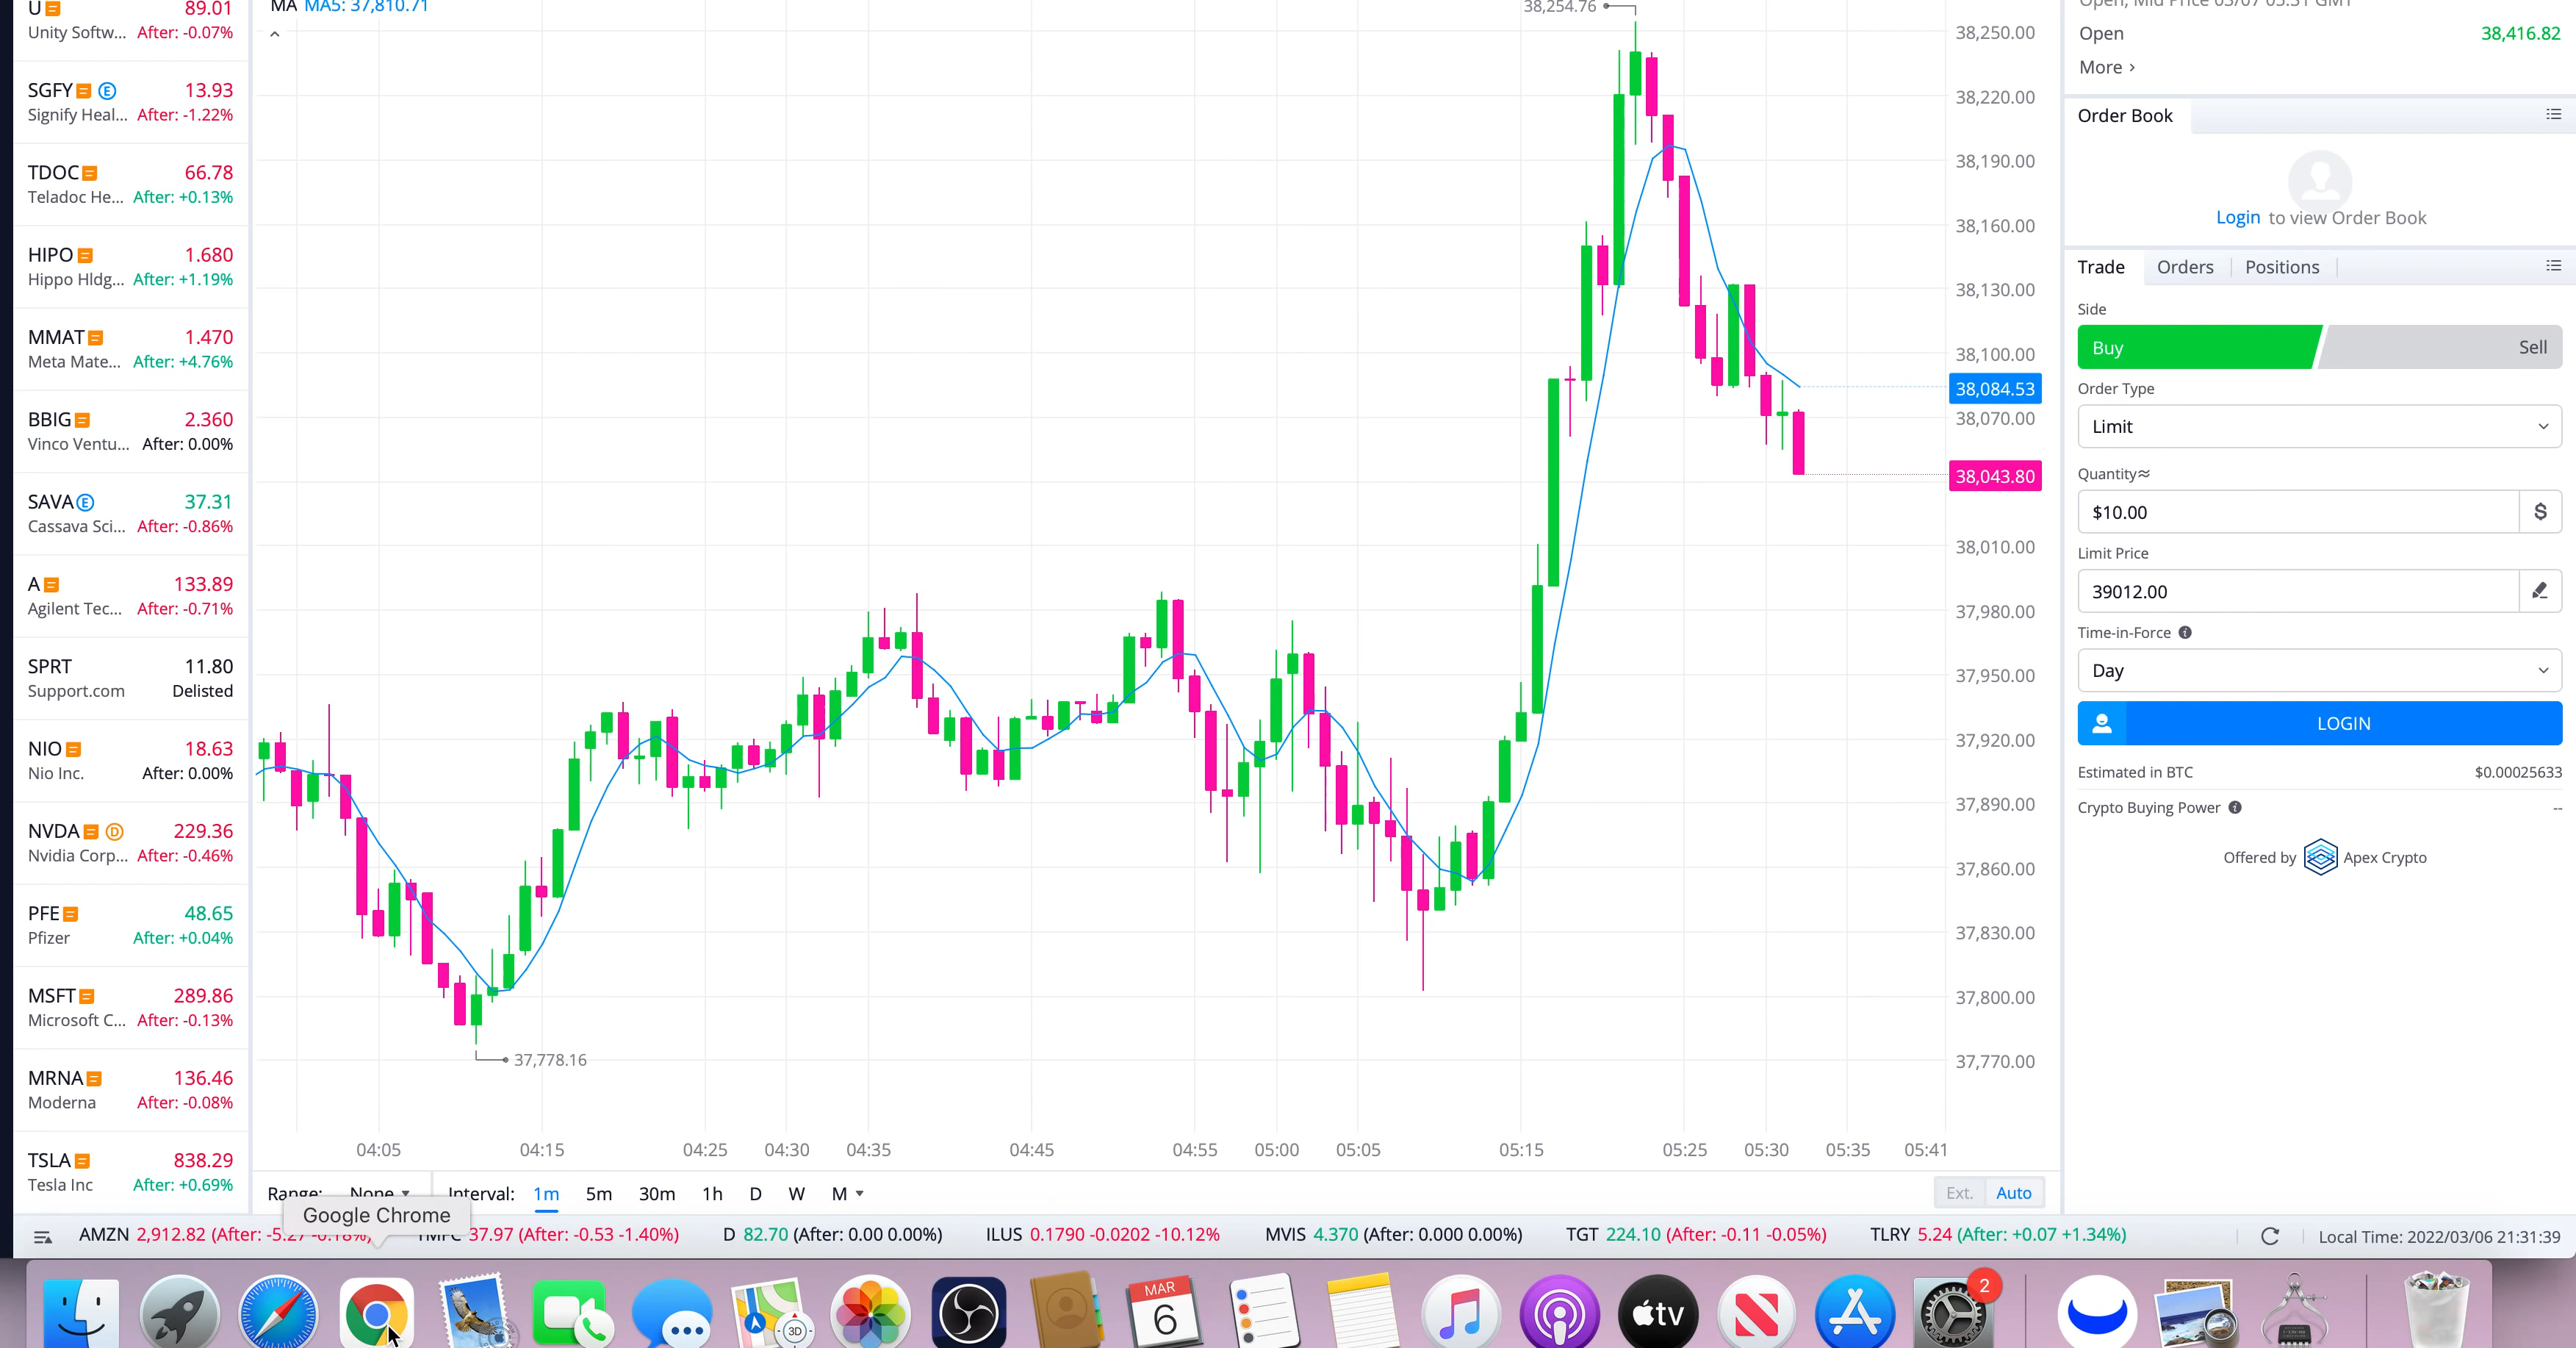 U 89.01
Unity Softw... After: -0.07%
SGFY E 13.93
Signify Heal... After: -1.22%
TDOC 66.78
Teladoc He... After: +0.13%
HIPO 1.680
Hippo Hldg... After: +1.19%
MMAT 1.470
Meta Mate... After: +4.76%
BBIG 2.360
Vinco Ventu... After: 0.00%
SAVA E 37.31
Cassava Sci... After: -0.86%
A 133.89
Agilent Tec... After: -0.71%
SPRT 11.80
Support.com Delisted
NIO 18.63
Nio Inc. After: 0.00%
NVDA D 229.36
Nvidia Corp... After: -0.46%
PFE 48.65
Pfizer After: +0.04%
MSFT 289.86
Microsoft C... After: -0.13%
MRNA 136.46
Moderna After: -0.08%
TSLA 838.29
Tesla Inc After: +0.69%
MA MA5: 37,810.71
38,254.76
37,778.16
38,250.00
38,220.00
38,190.00
38,160.00
38,130.00
38,100.00
38,084.53
38,070.00
38,043.80
38,010.00
37,980.00
37,950.00
37,920.00
37,890.00
37,860.00
37,830.00
37,800.00
37,770.00
04:05 04:15 04:25 04:30 04:35 04:45 04:55 05:00 05:05 05:15 05:25 05:30 05:35 05:41
Range: None Interval: 1m 5m 30m 1h D W M Ext. Auto
Google Chrome
Open, Mid Price 03/07 05:31 GMT
Open 38,416.82
More ›
Order Book
Login to view Order Book
Trade Orders Positions
Side
Buy Sell
Order Type
Limit
Quantity≈
$10.00 $
Limit Price
39012.00
Time-in-Force
Day
LOGIN
Estimated in BTC $0.00025633
Crypto Buying Power --
Offered by Apex Crypto
AMZN 2,912.82 (After: -5.27 -0.18%) TMFC 37.97 (After: -0.53 -1.40%) D 82.70 (After: 0.00 0.00%) ILUS 0.1790 -0.0202 -10.12% MVIS 4.370 (After: 0.000 0.00%) TGT 224.10 (After: -0.11 -0.05%) TLRY 5.24 (After: +0.07 +1.34%) Local Time: 2022/03/06 21:31:39
3D MAR 6 tv 2